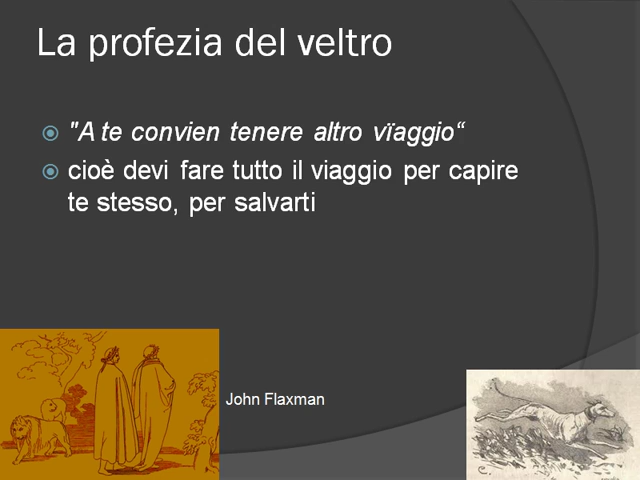 La profezia del veltro
"A te convien tenere altro vïaggio“
cioè devi fare tutto il viaggio per capire
te stesso, per salvarti
John Flaxman